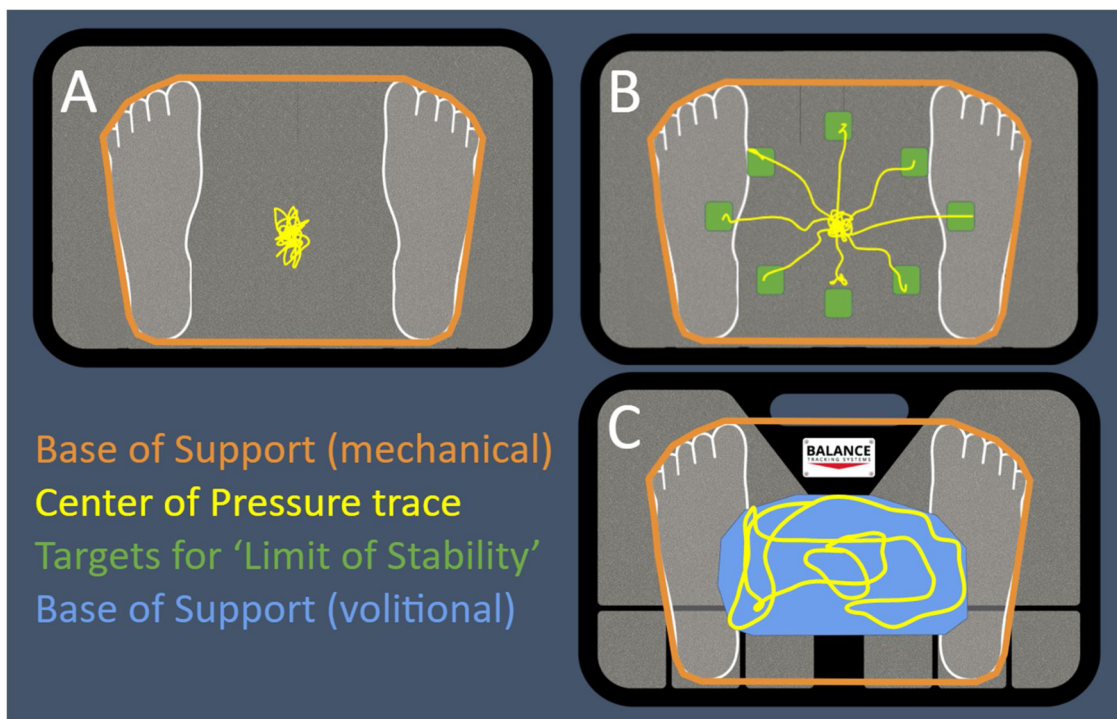 A
B
C
BALANCE
TRACKING SYSTEMS
Base of Support (mechanical)
Center of Pressure trace
Targets for ‘Limit of Stability’
Base of Support (volitional)